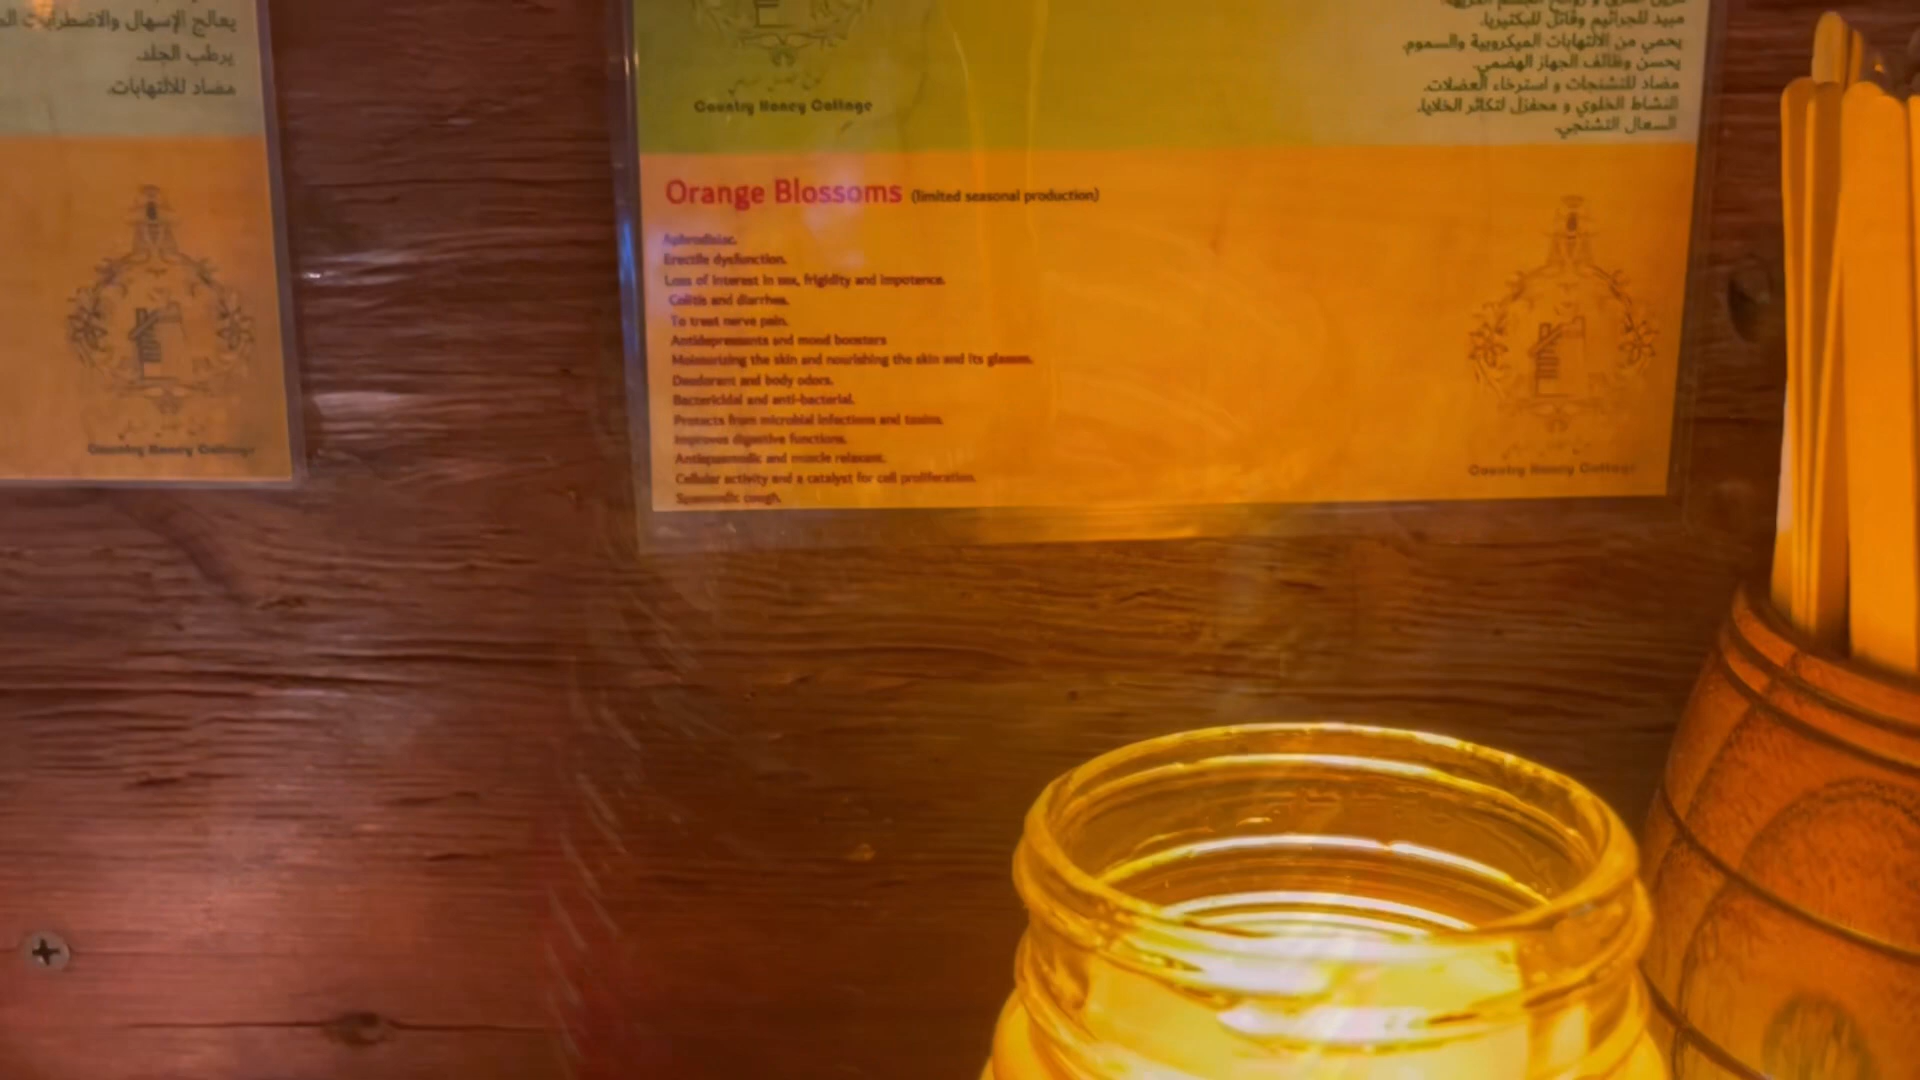 يعالج الإسهال والاضطرابات
يرطب الجلد.
مضاد للالتهابات.
Country Honey Cottage
Country Honey Cottage
مبيد للجراثيم وقاتل للبكتيريا.
يحمي من الالتهابات الميكروبية والسموم.
يحسن وظائف الجهاز الهضمي.
مضاد للتشنجات و استرخاء العضلات.
النشاط الخلوي و محفزل لتكاثر الخلايا.
السعال التشنجي.
Orange Blossoms (limited seasonal production)
Aphrodisiac.
Erectile dysfunction.
Loss of interest in sex, frigidity and impotence.
Colitis and diarrhea.
To treat nerve pain.
Antidepressants and mood boosters
Moisturizing the skin and nourishing the skin and its glasses.
Deodorant and body odors.
Bactericidal and anti-bacterial.
Protects from microbial infections and toxins.
Improves digestive functions.
Antispasmodic and muscle relaxant.
Cellular activity and a catalyst for cell proliferation.
Spasmodic cough.
Country Honey Cottage